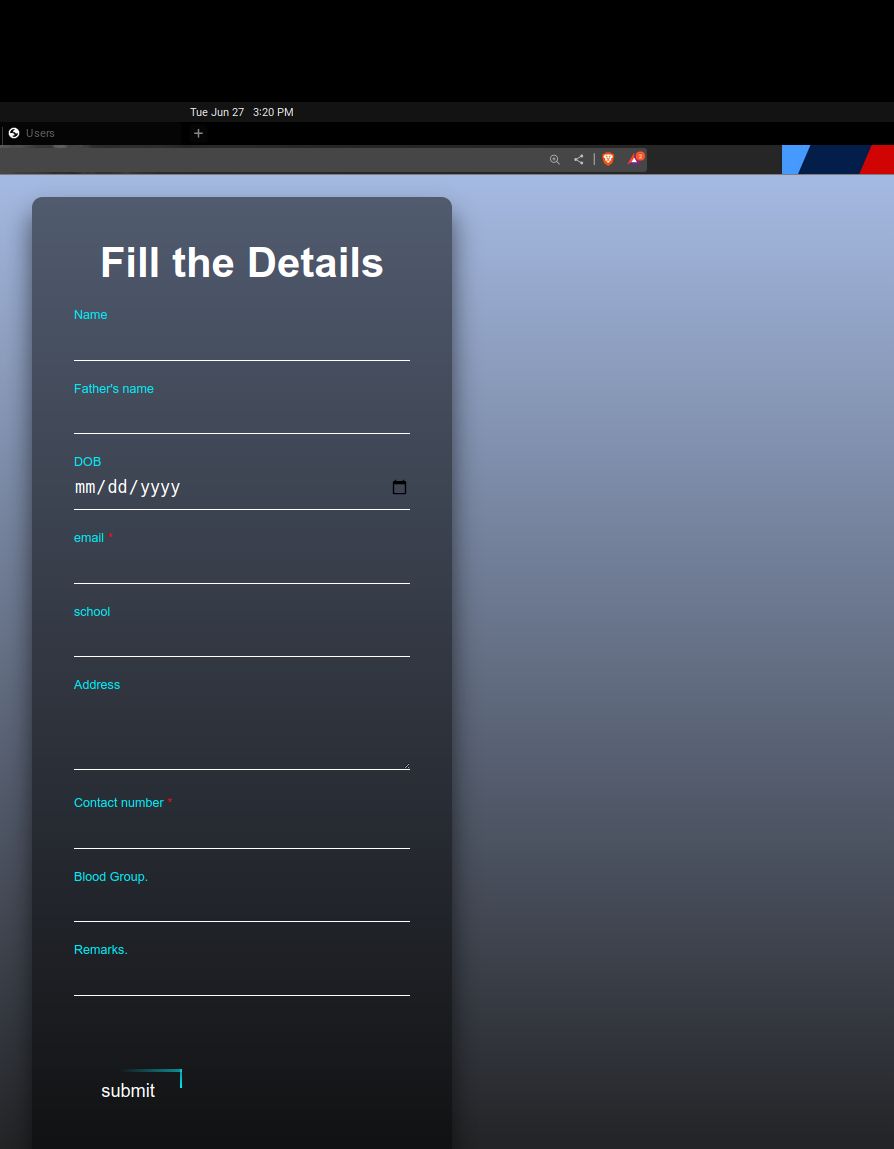 Tue Jun 27 3:20 PM
Users
Fill the Details
Name
Father's name
DOB
mm/dd/yyyy
email *
school
Address
Contact number *
Blood Group.
Remarks.
submit